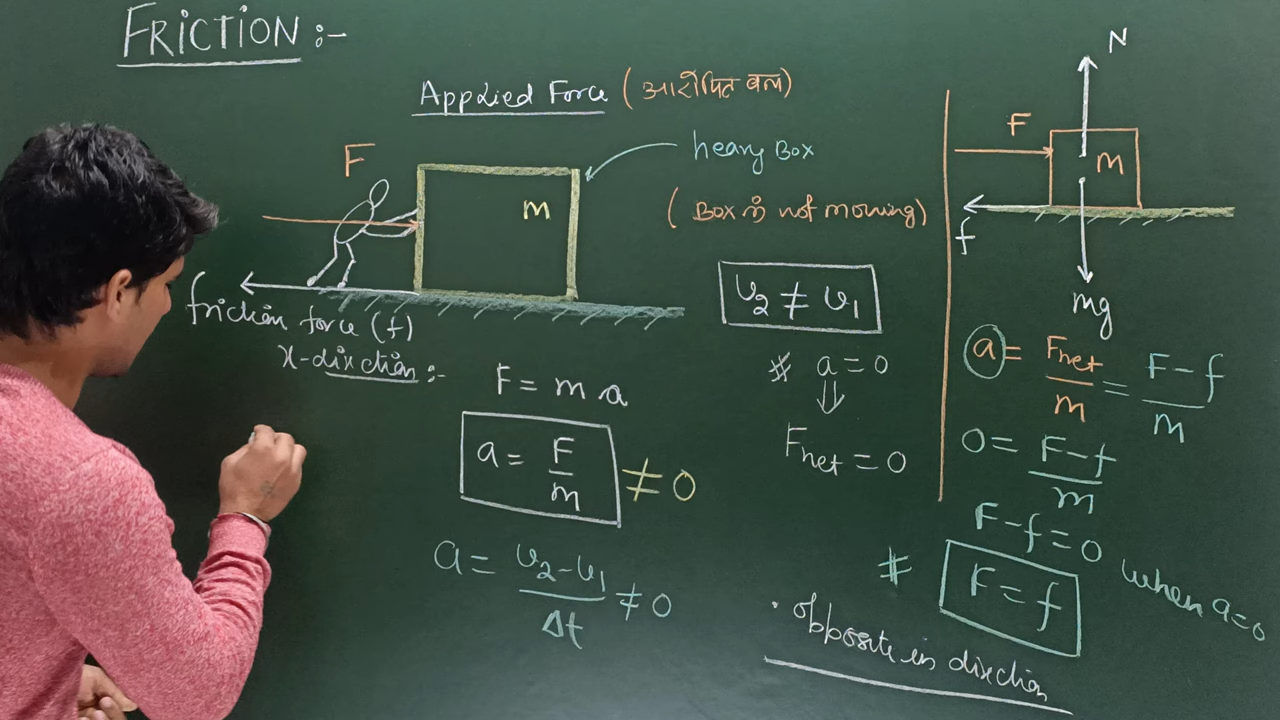 FRICTION :-
Applied Force (आरोपित बल)
F
m
heavy Box
(Box is not moving)
friction force (f)
x-direction :-
F = m a
a = F/m ≠ 0
a = v₂-v₁/Δt ≠ 0
v₂ ≠ v₁
# a = 0
⇓
Fnet = 0
N
F
m
f
mg
a = Fnet/m = F-f/m
0 = F-f/m
F-f = 0
# F = f when a=0
• opposite in direction